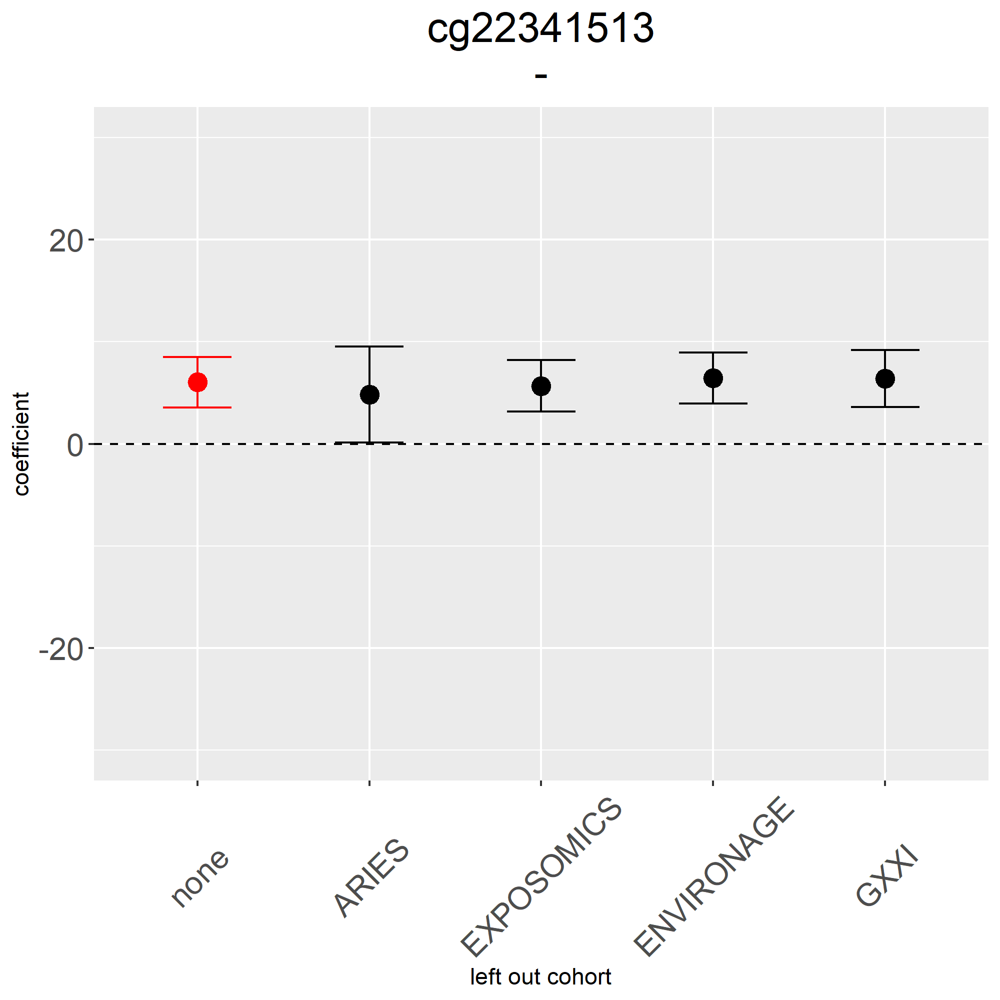 cg22341513
-
coefficient
20
0
-20
none
ARIES
EXPOSOMICS
ENVIRONAGE
GXXI
left out cohort